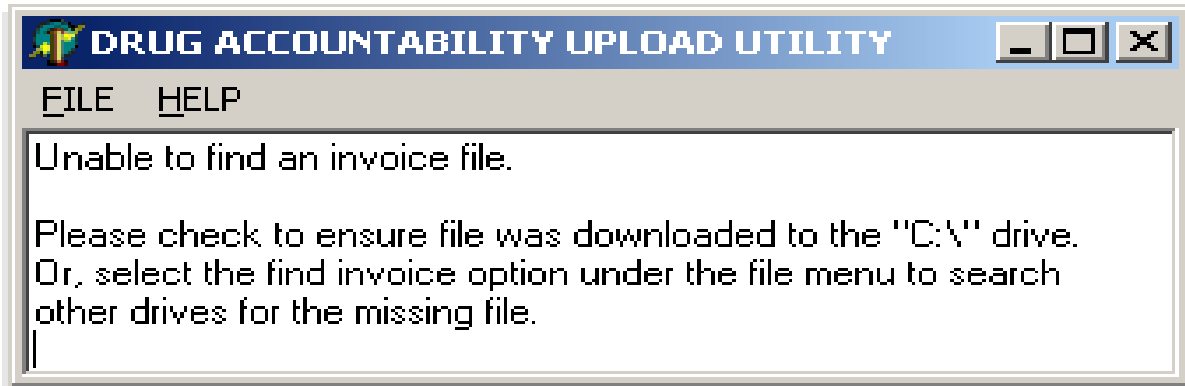 DRUG ACCOUNTABILITY UPLOAD UTILITY
FILE HELP
Unable to find an invoice file.
Please check to ensure file was downloaded to the "C:\" drive.
Or, select the find invoice option under the file menu to search
other drives for the missing file.